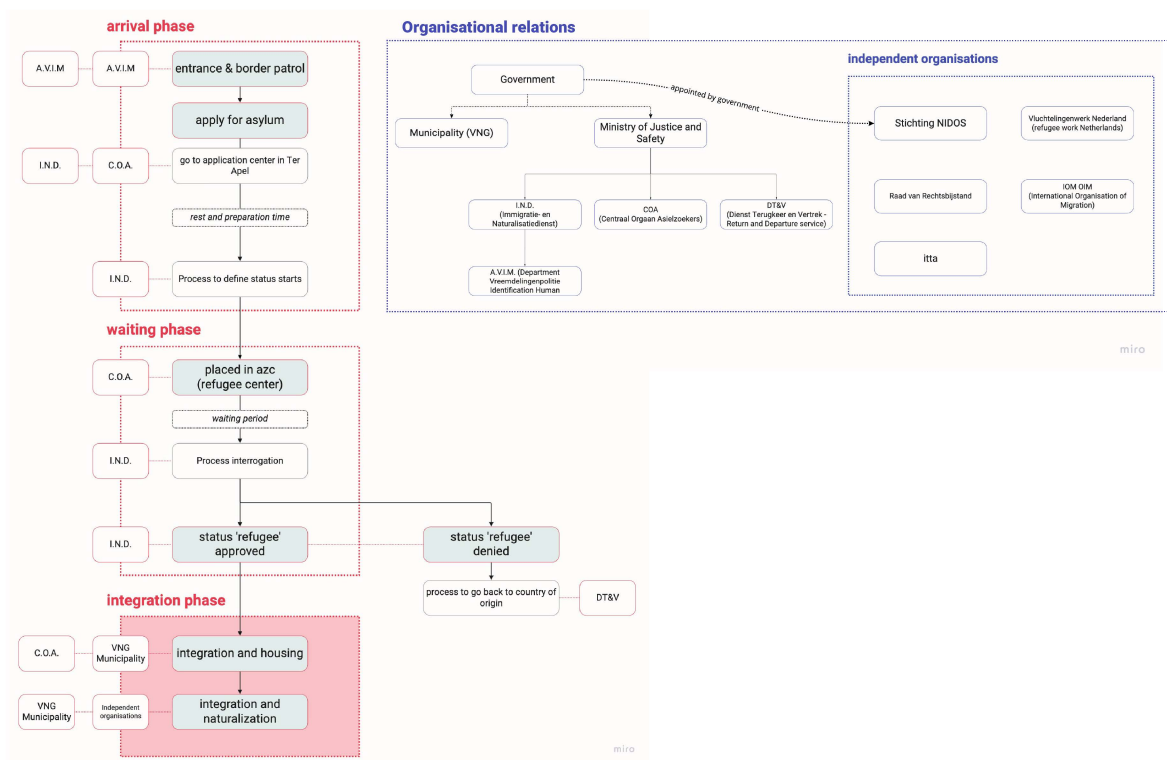 arrival phase
A.V.I.M
A.V.I.M
entrance & border patrol
apply for asylum
I.N.D.
C.O.A.
go to application center in Ter
Apel
rest and preparation time
I.N.D.
Process to define status starts
waiting phase
C.O.A.
placed in azc
(refugee center)
waiting period
I.N.D.
Process interrogation
I.N.D.
status 'refugee'
approved
status 'refugee'
denied
process to go back to country of
origin
DT&V
integration phase
C.O.A.
VNG
Municipality
integration and housing
VNG
Municipality
Independent
organisations
integration and
naturalization
miro
Organisational relations
Government
appointed by government
Municipality (VNG)
Ministry of Justice and
Safety
I.N.D.
(Immigratie- en
Naturalisatiedienst)
COA
(Centraal Orgaan Asielzoekers)
DT&V
(Dienst Terugkeer en Vertrek -
Return and Departure service)
A.V.I.M. (Department
Vreemdelingenpolitie
Identification Human
independent organisations
Stichting NIDOS
Vluchtelingenwerk Nederland
(refugee work Netherlands)
Raad van Rechtsbijstand
IOM OIM
(International Organisation of
Migration)
itta
miro